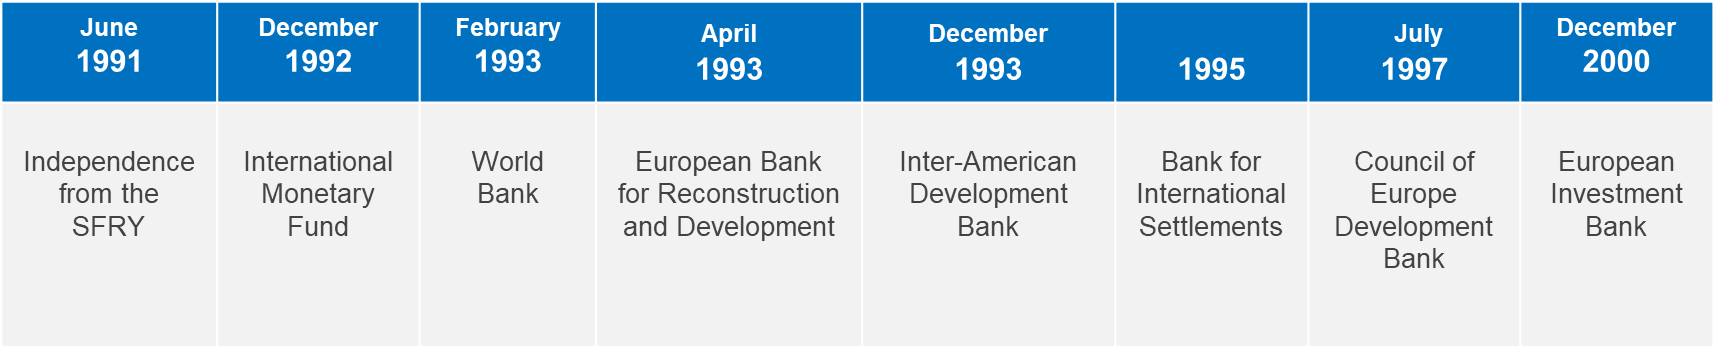 June
1991
December
1992
February
1993
April
1993
December
1993
1995
July
1997
December
2000
Independence
from the
SFRY
International
Monetary
Fund
World
Bank
European Bank
for Reconstruction
and Development
Inter-American
Development
Bank
Bank for
International
Settlements
Council of
Europe
Development
Bank
European
Investment
Bank